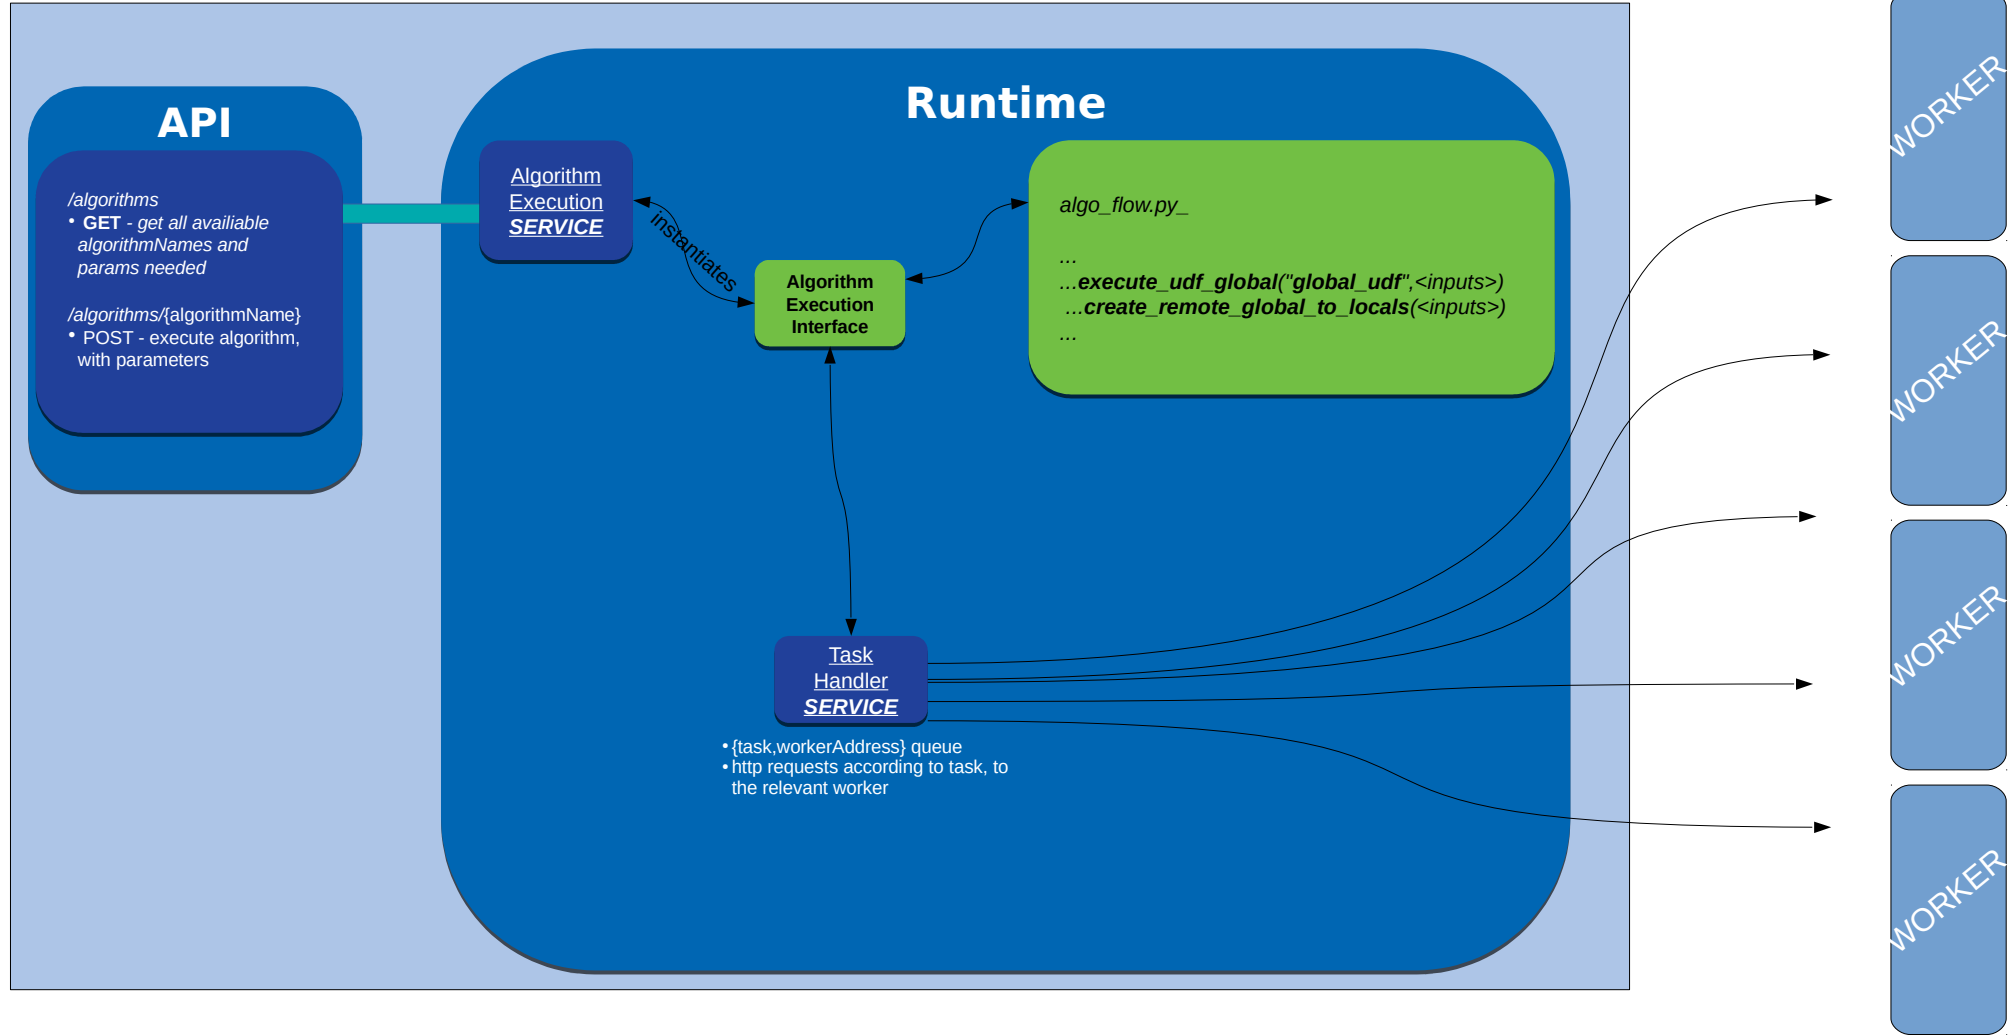 API
/algorithms
• GET - get all availiable
algorithmNames and
params needed
/algorithms/{algorithmName}
• POST - execute algorithm,
with parameters
Runtime
Algorithm
Execution
SERVICE
instantiates
Algorithm
Execution
Interface
algo_flow.py_
...
...execute_udf_global("global_udf",<inputs>)
...create_remote_global_to_locals(<inputs>)
...
Task
Handler
SERVICE
• {task,workerAddress} queue
• http requests according to task, to
the relevant worker
WORKER
WORKER
WORKER
WORKER